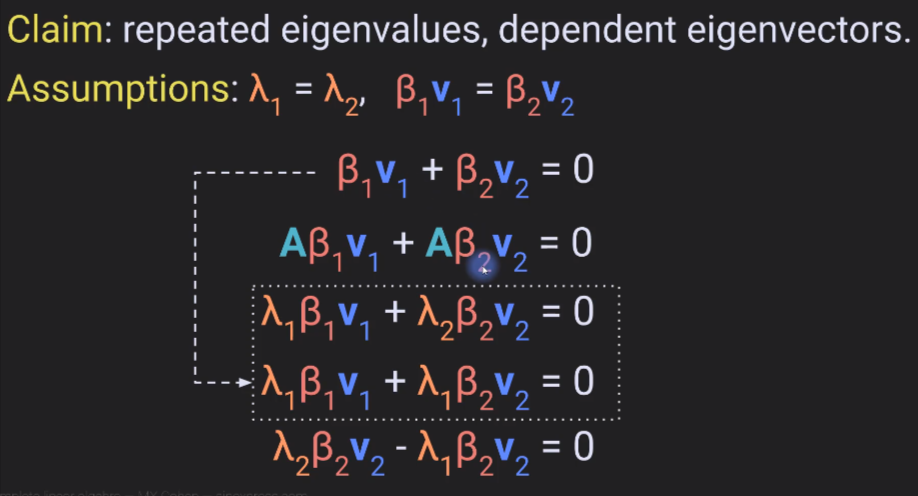 Claim: repeated eigenvalues, dependent eigenvectors.
Assumptions: λ₁ = λ₂, β₁v₁ = β₂v₂
β₁v₁ + β₂v₂ = 0
Aβ₁v₁ + Aβ₂v₂ = 0
λ₁β₁v₁ + λ₂β₂v₂ = 0
λ₁β₁v₁ + λ₁β₂v₂ = 0
λ₂β₂v₂ - λ₁β₂v₂ = 0